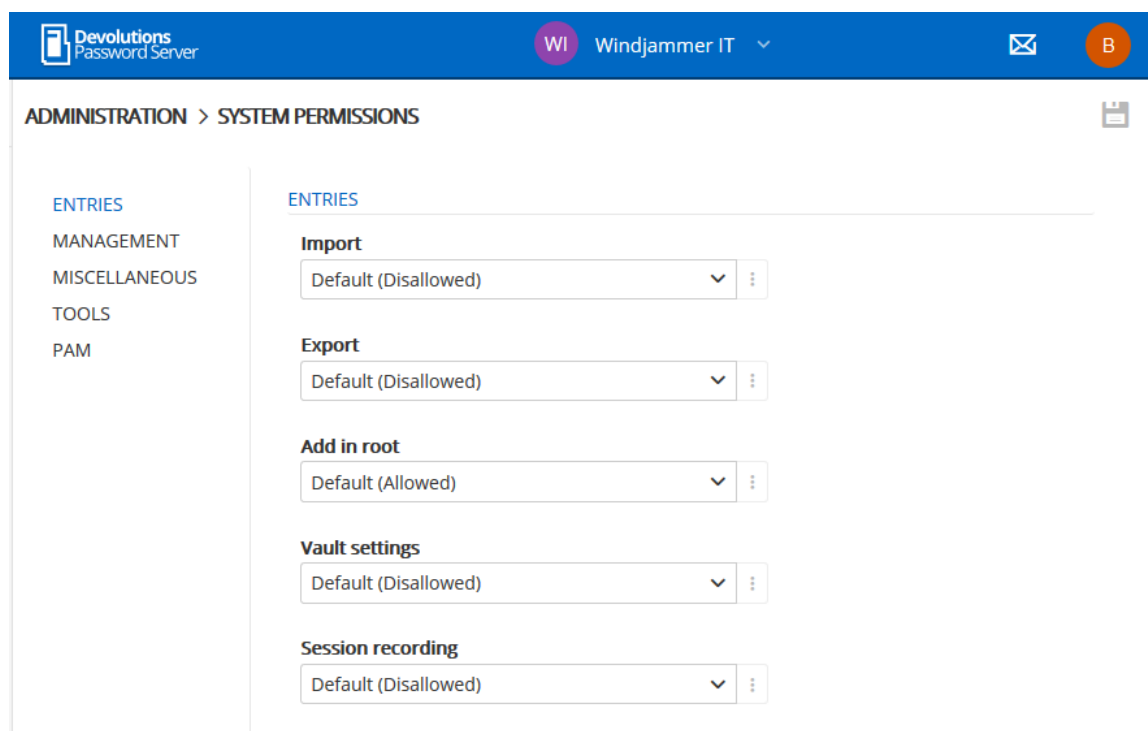 Devolutions
Password Server
WI
Windjammer IT
B
ADMINISTRATION > SYSTEM PERMISSIONS
ENTRIES
MANAGEMENT
MISCELLANEOUS
TOOLS
PAM
ENTRIES
Import
Default (Disallowed)
Export
Default (Disallowed)
Add in root
Default (Allowed)
Vault settings
Default (Disallowed)
Session recording
Default (Disallowed)